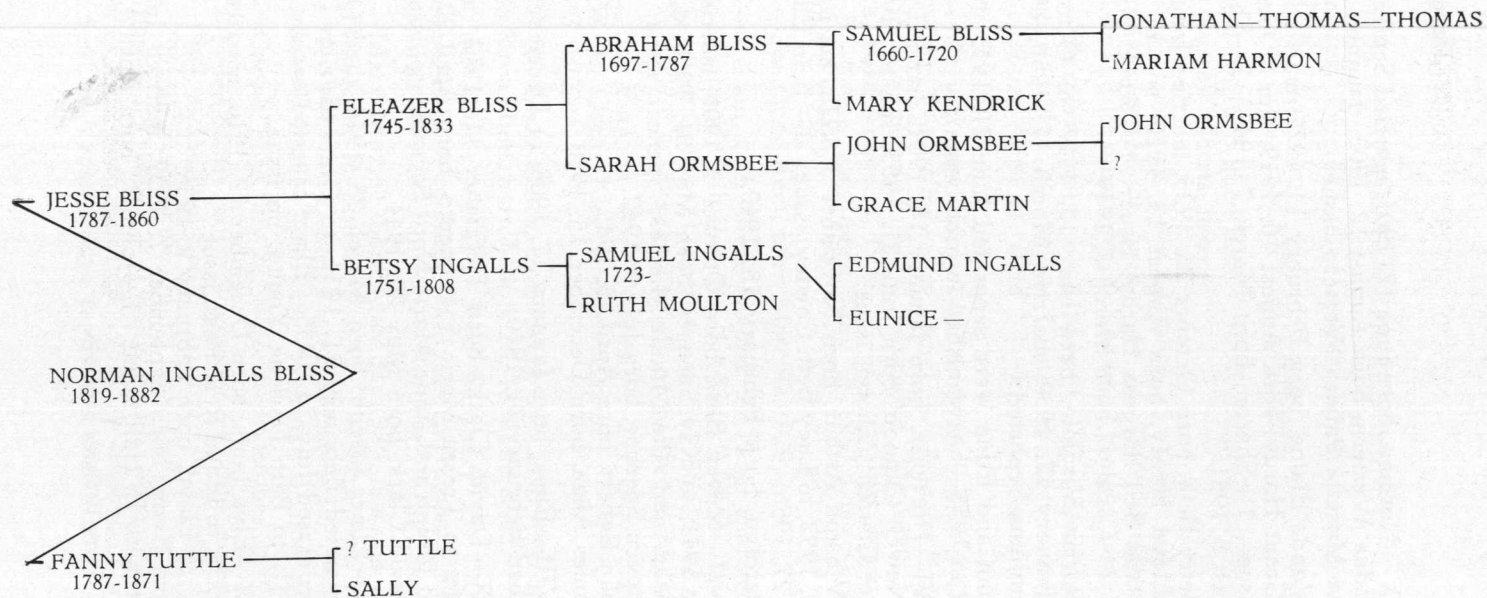 JONATHAN—THOMAS—THOMAS
SAMUEL BLISS
1660-1720
MARIAM HARMON
ABRAHAM BLISS
1697-1787
MARY KENDRICK
ELEAZER BLISS
1745-1833
JOHN ORMSBEE
JOHN ORMSBEE
?
SARAH ORMSBEE
GRACE MARTIN
JESSE BLISS
1787-1860
BETSY INGALLS
1751-1808
SAMUEL INGALLS
1723-
EDMUND INGALLS
RUTH MOULTON
EUNICE —
NORMAN INGALLS BLISS
1819-1882
FANNY TUTTLE
1787-1871
? TUTTLE
SALLY